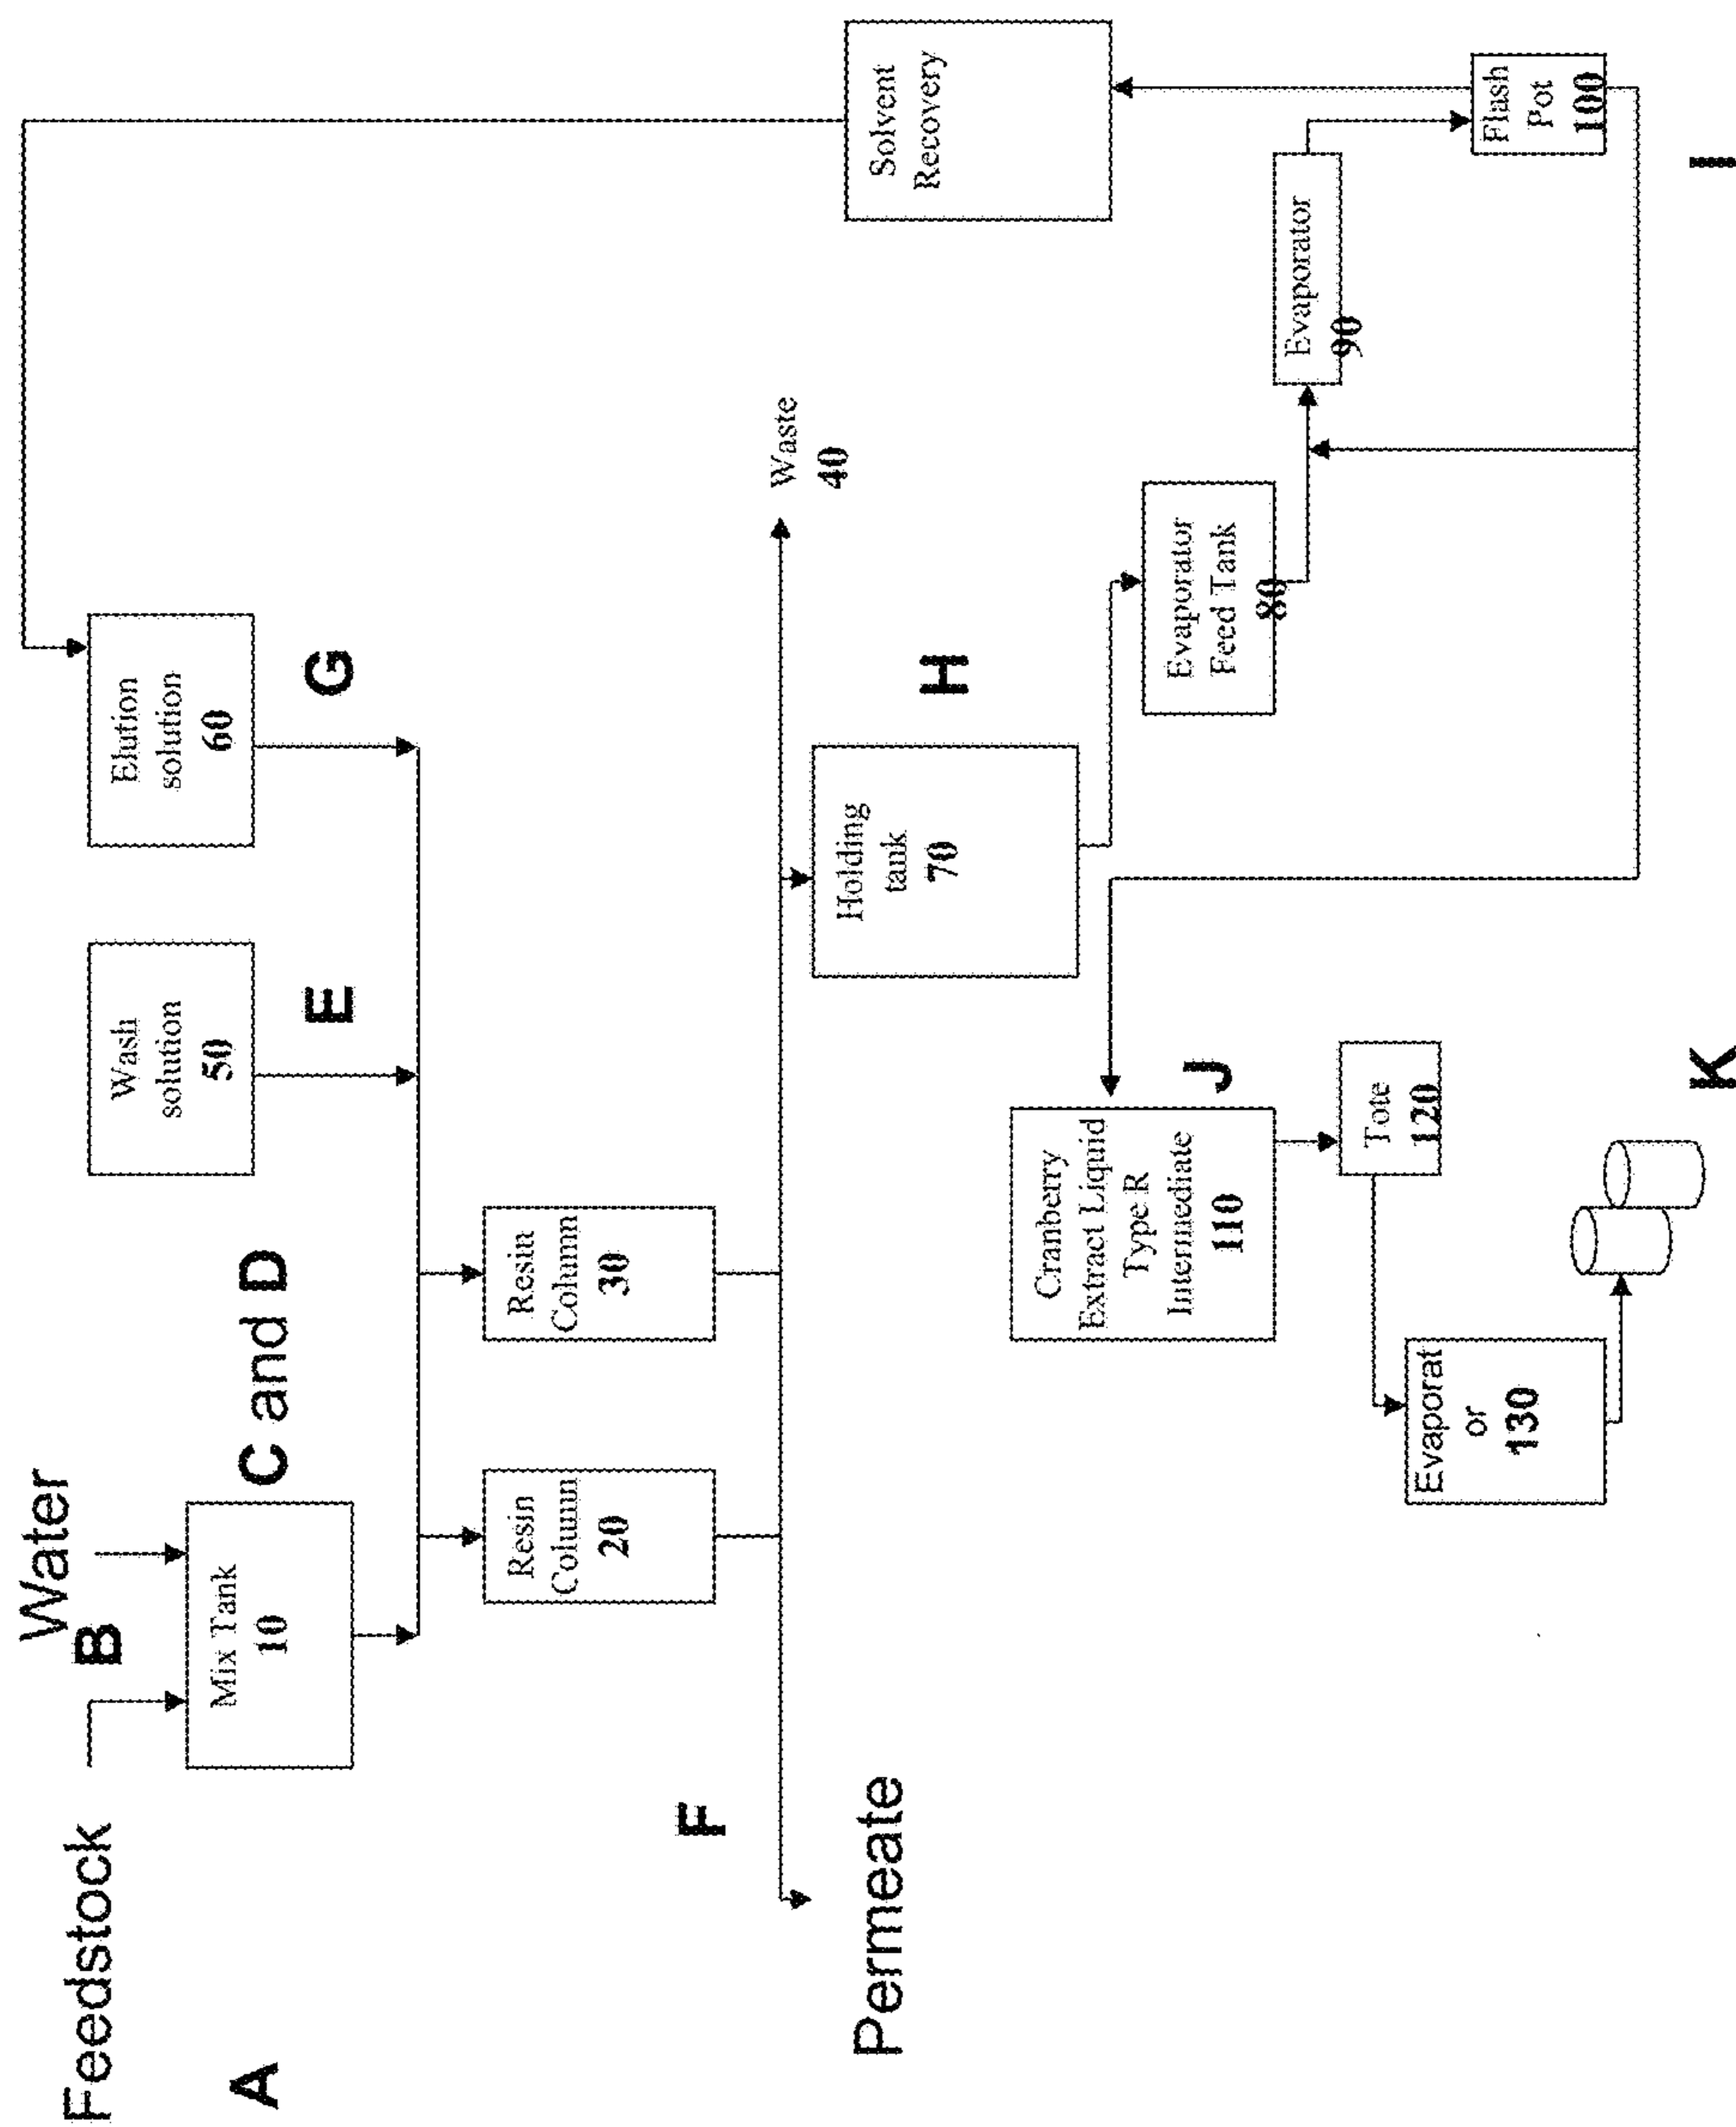 Feedstock
A
Water
B
Mix Tank
10
C and D
Wash
solution
50
E
Elution
solution
60
G
Resin
Column
20
Resin
Column
30
F
Permeate
Waste
40
Holding
tank
70
H
Solvent
Recovery
Evaporator
Feed Tank
80
Evaporator
90
Flash
Pot
100
I
Cranberry
Extract Liquid
Type R
Intermediate
110
J
Tote
120
Evaporat
or
130
K